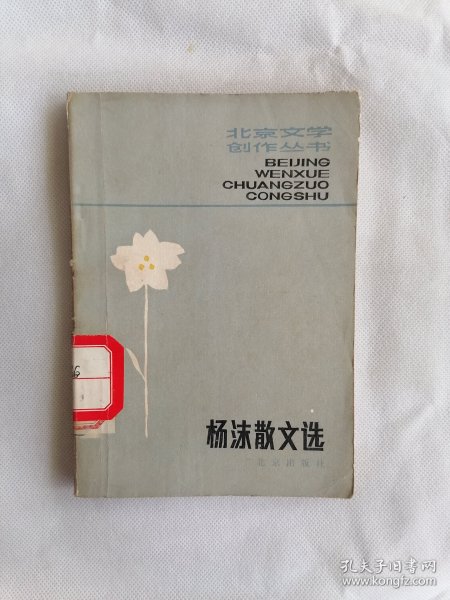 北京文学
创作丛书
BEIJING
WENXUE
CHUANGZUO
CONGSHU
杨沫散文选
北京出版社
孔夫子旧书网
www.kongfz.com